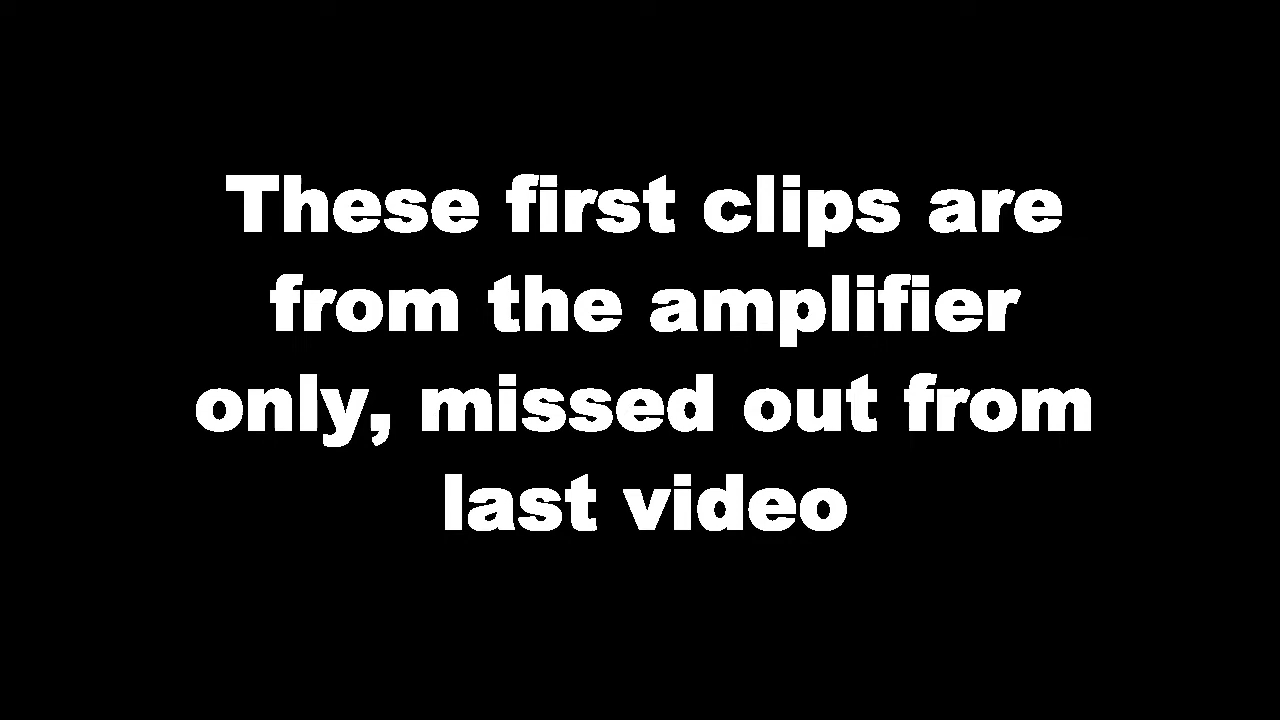 These first clips are
from the amplifier
only, missed out from
last video